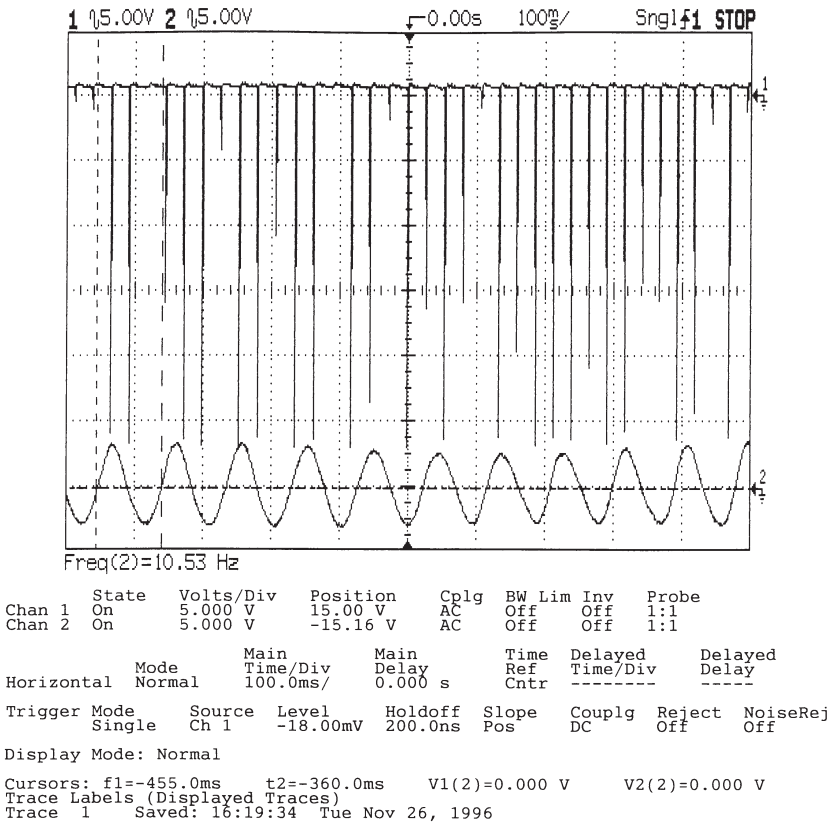 1 5.00V 2 5.00V 0.00s 100m/s/ Sngl 1 STOP
1
2
Freq(2)=10.53 Hz
State Volts/Div Position Cplg BW Lim Inv Probe
Chan 1 On 5.000 V 15.00 V AC Off Off 1:1
Chan 2 On 5.000 V -15.16 V AC Off Off 1:1
Main Main Time Delayed Delayed
Mode Time/Div Delay Ref Time/Div Delay
Horizontal Normal 100.0ms/ 0.000 s Cntr -------- -----
Trigger Mode Source Level Holdoff Slope Couplg Reject NoiseRej
Single Ch 1 -18.00mV 200.0ns Pos DC Off Off
Display Mode: Normal
Cursors: f1=-455.0ms t2=-360.0ms V1(2)=0.000 V V2(2)=0.000 V
Trace Labels (Displayed Traces)
Trace 1 Saved: 16:19:34 Tue Nov 26, 1996